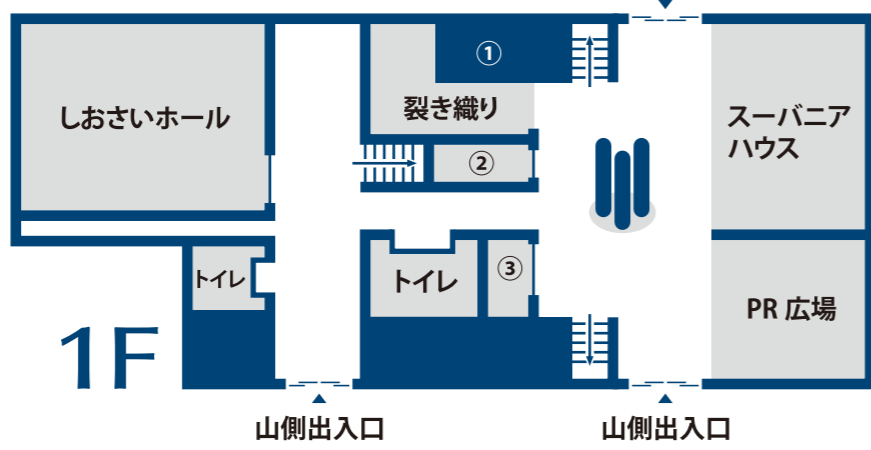 ①
しおさいホール
裂き織り
スーバニア
ハウス
②
トイレ
トイレ
③
PR 広場
1F
山側出入口
山側出入口